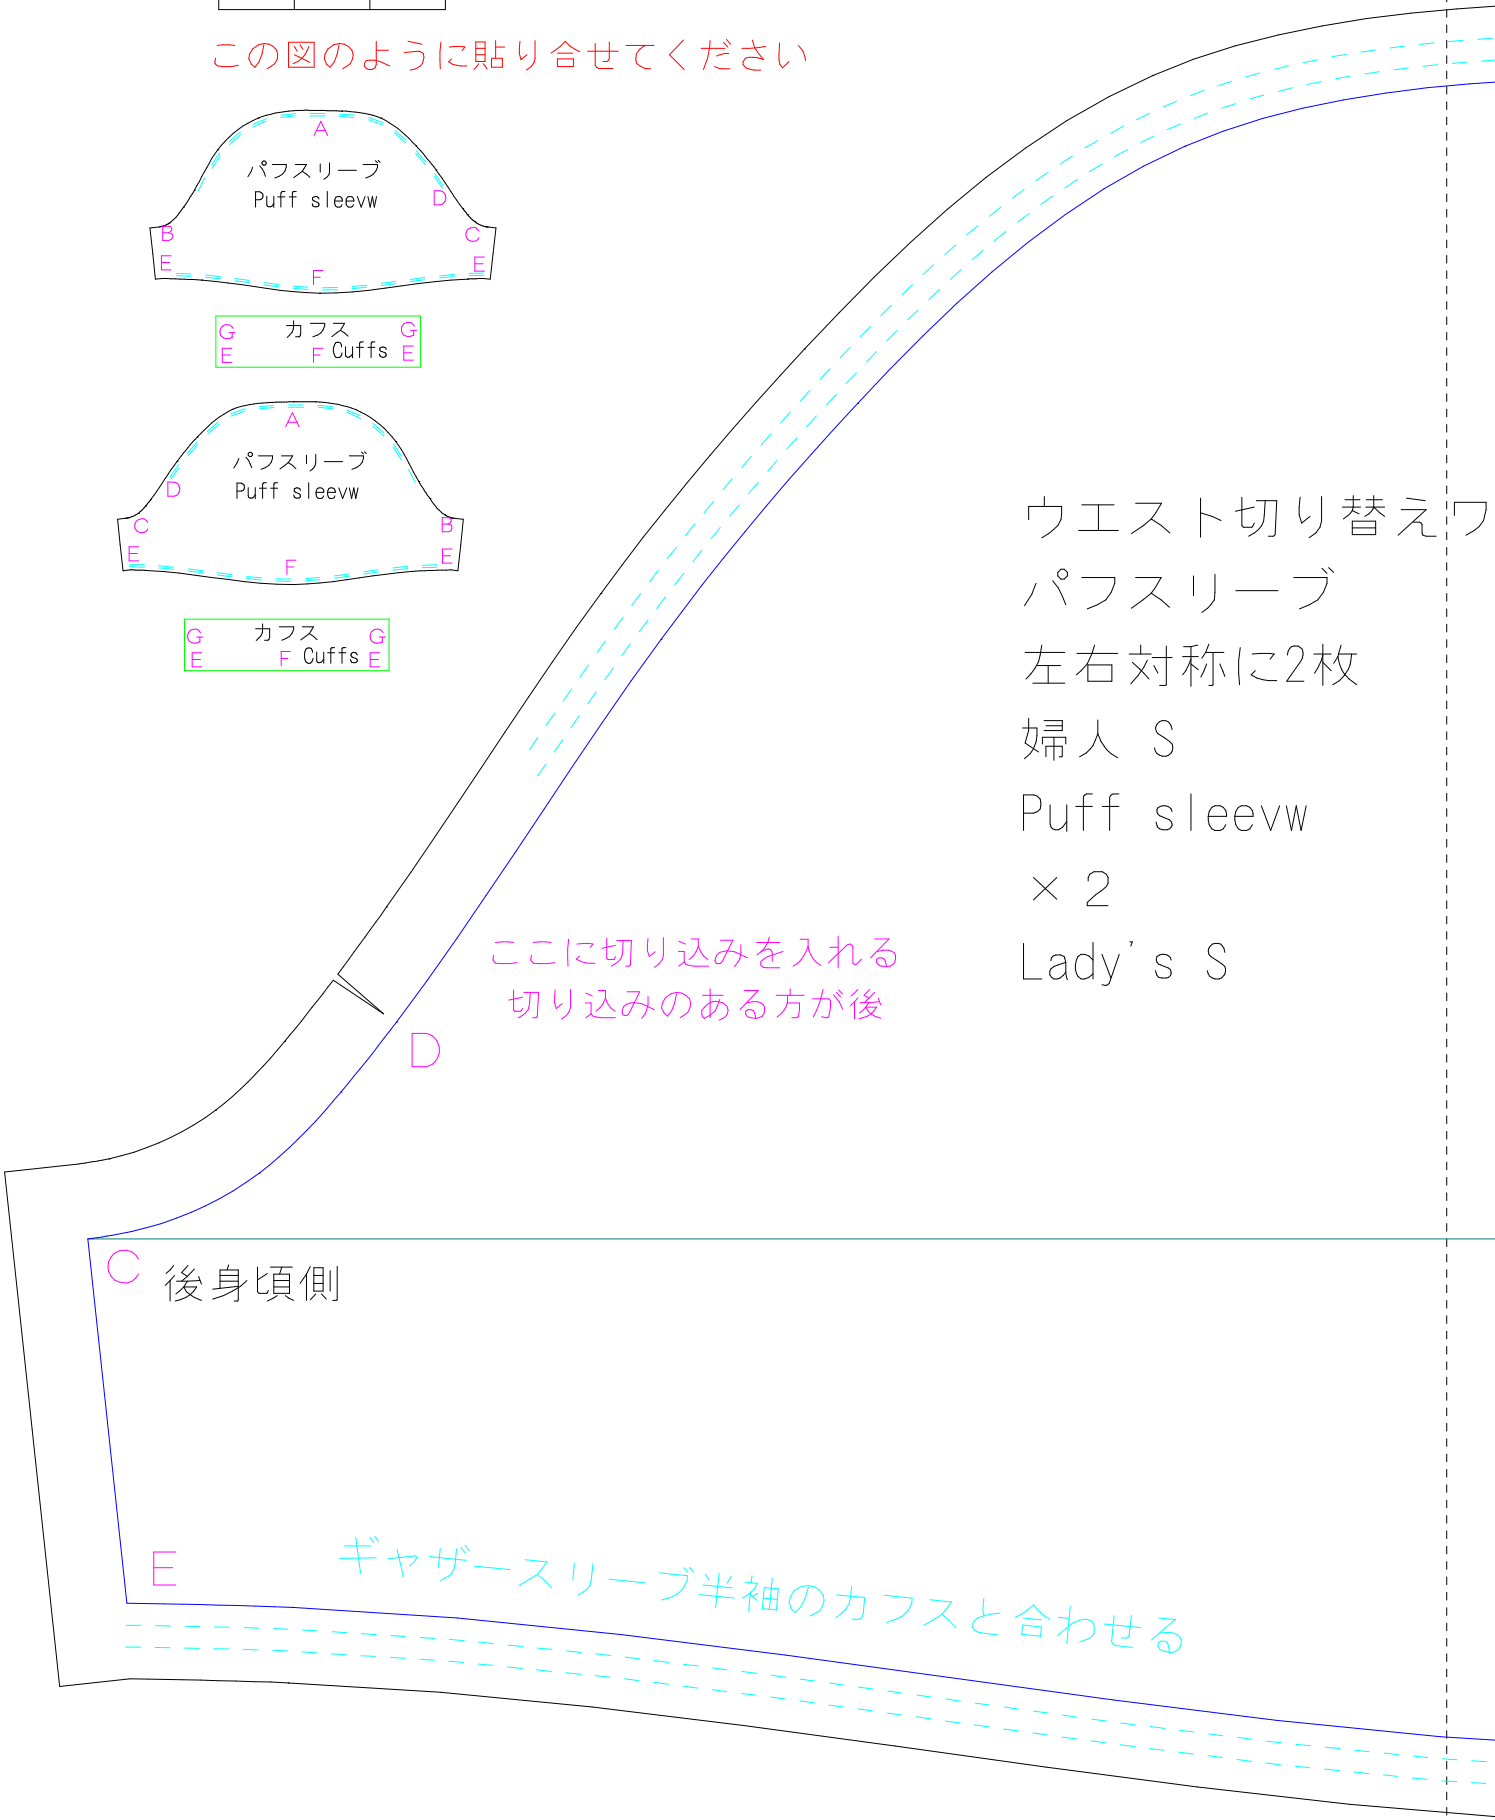 この図のように貼り合せてください
A
パフスリーブ
Puff sleevw
D
B C
E E
F
G カフス G
E F Cuffs E
A
パフスリーブ
Puff sleevw
D
C B
E E
F
G カフス G
E F Cuffs E
ウエスト切り替えワ
パフスリーブ
左右対称に2枚
婦人 S
Puff sleevw
× 2
Lady's S
ここに切り込みを入れる
切り込みのある方が後
D
C 後身頃側
E
ギャザースリーブ半袖のカフスと合わせる